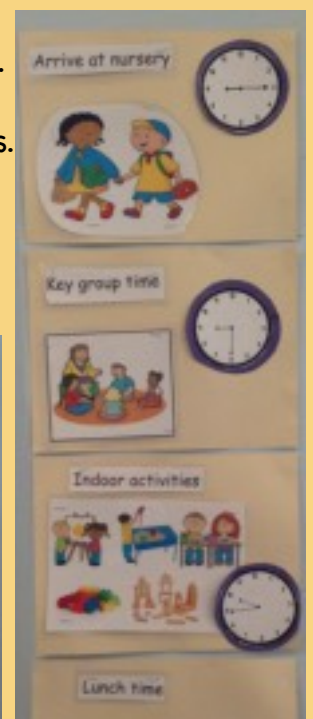 Arrive at nursery
Key group time
Indoor activities
Lunch time